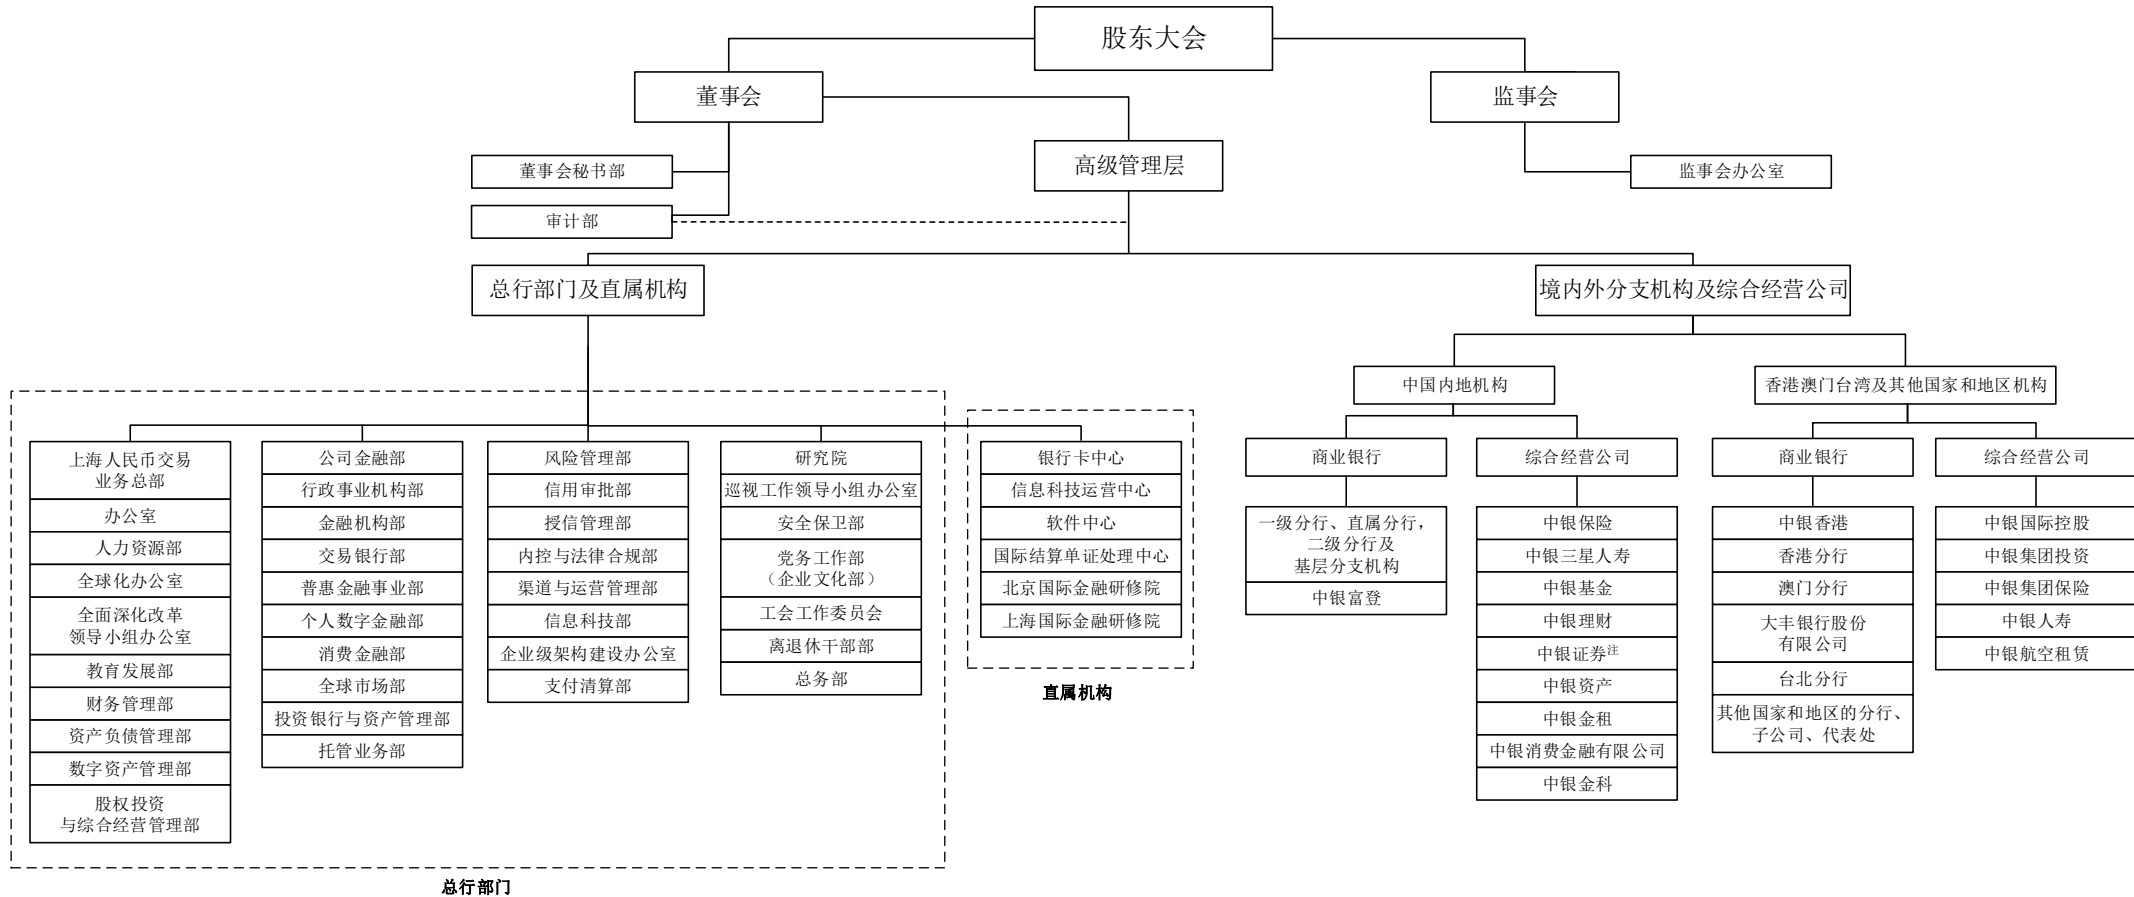 股东大会
董事会
监事会
董事会秘书部
高级管理层
监事会办公室
审计部
总行部门及直属机构
境内外分支机构及综合经营公司
中国内地机构
香港澳门台湾及其他国家和地区机构
上海人民币交易
业务总部
办公室
人力资源部
全球化办公室
全面深化改革
领导小组办公室
教育发展部
财务管理部
资产负债管理部
数字资产管理部
股权投资
与综合经营管理部
公司金融部
行政事业机构部
金融机构部
交易银行部
普惠金融事业部
个人数字金融部
消费金融部
全球市场部
投资银行与资产管理部
托管业务部
风险管理部
信用审批部
授信管理部
内控与法律合规部
渠道与运营管理部
信息科技部
企业级架构建设办公室
支付清算部
研究院
巡视工作领导小组办公室
安全保卫部
党务工作部
（企业文化部）
工会工作委员会
离退休干部部
总务部
总行部门
银行卡中心
信息科技运营中心
软件中心
国际结算单证处理中心
北京国际金融研修院
上海国际金融研修院
直属机构
商业银行
一级分行、直属分行，
二级分行及
基层分支机构
中银富登
综合经营公司
中银保险
中银三星人寿
中银基金
中银理财
中银证券注
中银资产
中银金租
中银消费金融有限公司
中银金科
商业银行
中银香港
香港分行
澳门分行
大丰银行股份
有限公司
台北分行
其他国家和地区的分行、
子公司、代表处
综合经营公司
中银国际控股
中银集团投资
中银集团保险
中银人寿
中银航空租赁